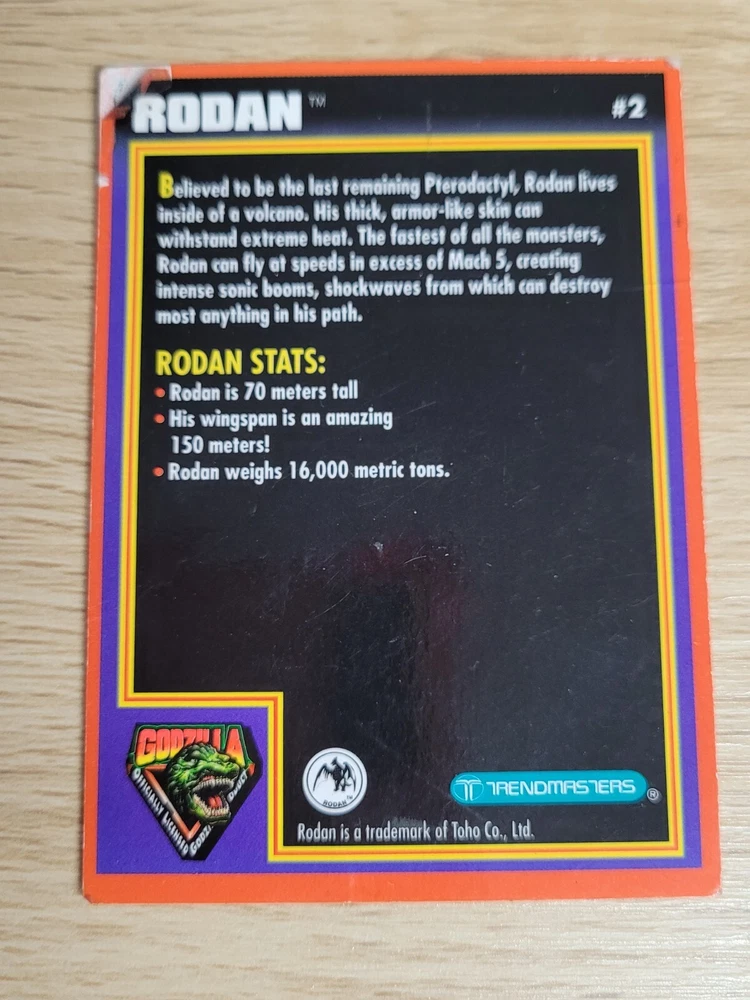 RODAN™
#2
Believed to be the last remaining Pterodactyl, Rodan lives
inside of a volcano. His thick, armor-like skin can
withstand extreme heat. The fastest of all the monsters,
Rodan can fly at speeds in excess of Mach 5, creating
intense sonic booms, shockwaves from which can destroy
most anything in his path.
RODAN STATS:
• Rodan is 70 meters tall
• His wingspan is an amazing
150 meters!
• Rodan weighs 16,000 metric tons.
GODZILLA
OFFICIALLY LICENSED GODZILLA
RODAN™
TRENDMASTERS®
Rodan is a trademark of Toho Co., Ltd.